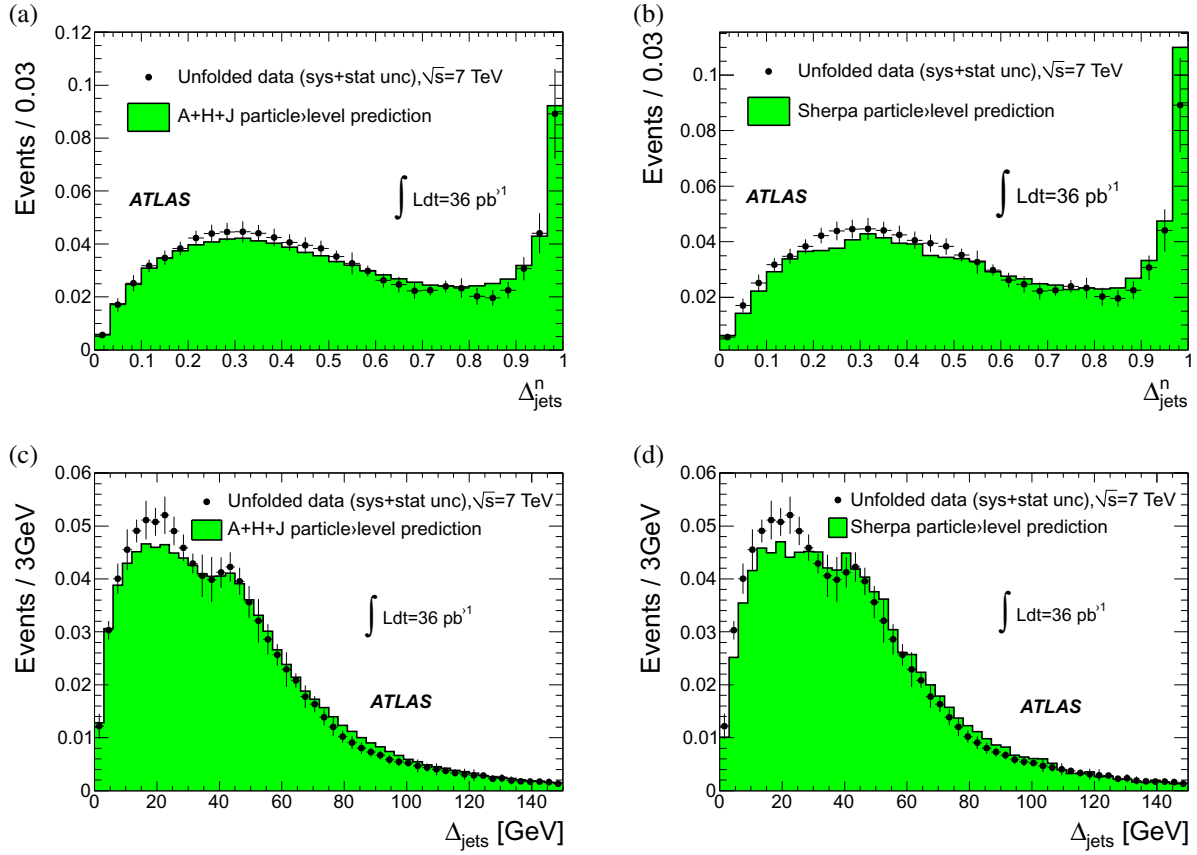 (a)
0.12
0.1
0.08
0.06
0.04
0.02
0
Events / 0.03
Unfolded data (sys+stat unc),√s=7 TeV
A+H+J particle›level prediction
ATLAS
∫ Ldt=36 pb›1
0 0.1 0.2 0.3 0.4 0.5 0.6 0.7 0.8 0.9 1
Δⁿjets
(b)
0.1
0.08
0.06
0.04
0.02
Events / 0.03
Unfolded data (sys+stat unc),√s=7 TeV
Sherpa particle›level prediction
ATLAS
∫ Ldt=36 pb›1
0 0.1 0.2 0.3 0.4 0.5 0.6 0.7 0.8 0.9 1
Δⁿjets
(c)
0.06
0.05
0.04
0.03
0.02
0.01
0
Events / 3GeV
Unfolded data (sys+stat unc),√s=7 TeV
A+H+J particle›level prediction
∫ Ldt=36 pb›1
ATLAS
0 20 40 60 80 100 120 140
Δjets [GeV]
(d)
0.06
0.05
0.04
0.03
0.02
0.01
0
Events / 3GeV
Unfolded data (sys+stat unc),√s=7 TeV
Sherpa particle›level prediction
∫ Ldt=36 pb›1
ATLAS
0 20 40 60 80 100 120 140
Δjets [GeV]